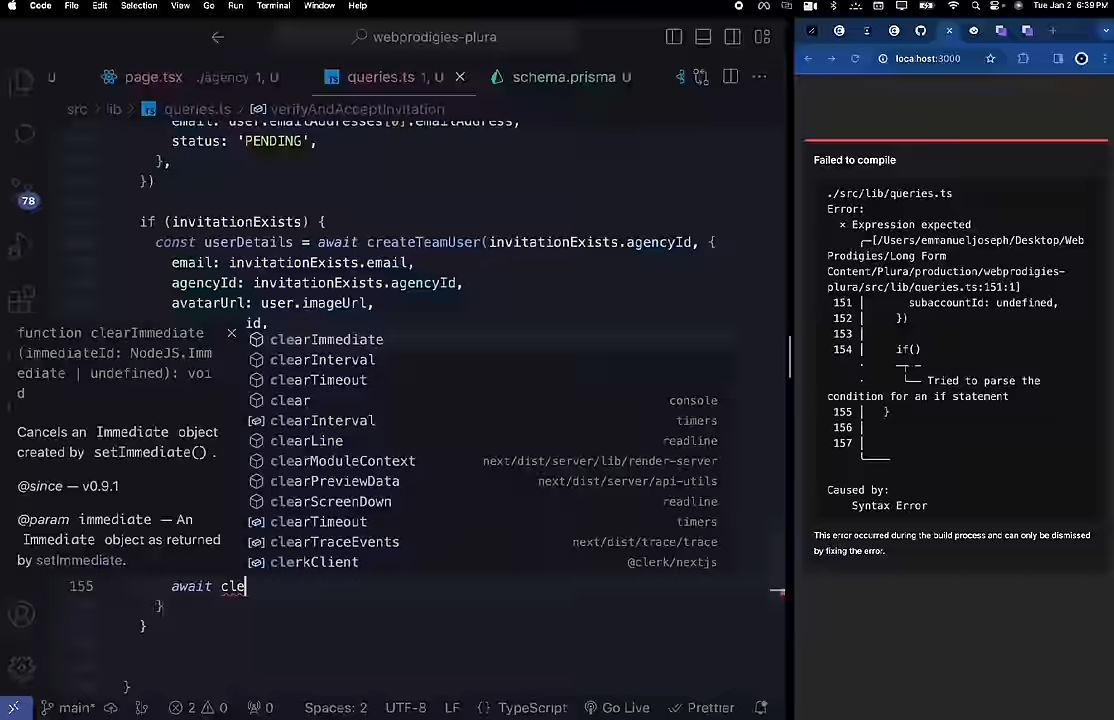 Code File Edit Selection View Go Run Terminal Window Help Tue Jan 2 6:39 PM
webprodigies-plura
U page.tsx ./agency 1, U queries.ts 1, U schema.prisma U
localhost:3000
src > lib > queries.ts > verifyAndAcceptInvitation
email: user.emailAddresses[0].emailAddress,
status: 'PENDING',
},
})
if (invitationExists) {
const userDetails = await createTeamUser(invitationExists.agencyId, {
email: invitationExists.email,
agencyId: invitationExists.agencyId,
avatarUrl: user.imageUrl,
id,
78
function clearImmediate
(immediateId: NodeJS.Imm
ediate | undefined): voi
d
Cancels an Immediate object
created by setImmediate() .
@since — v0.9.1
@param immediate — An
Immediate object as returned
by setImmediate.
clearImmediate
clearInterval
clearTimeout
clear console
clearInterval timers
clearLine readline
clearModuleContext next/dist/server/lib/render-server
clearPreviewData next/dist/server/api-utils
clearScreenDown readline
clearTimeout timers
clearTraceEvents next/dist/trace/trace
clerkClient @clerk/nextjs
155 await cle
}
}
}
main* 2 0 0 Spaces: 2 UTF-8 LF {} TypeScript Go Live Prettier
Failed to compile
./src/lib/queries.ts
Error:
× Expression expected
╭─[/Users/emmanueljoseph/Desktop/Web
Prodigies/Long Form
Content/Plura/production/webprodigies-
plura/src/lib/queries.ts:151:1]
151 | subaccountId: undefined,
152 | })
153 |
154 | if()
· Tried to parse the
condition for an if statement
155 | }
156 |
157 |
Caused by:
Syntax Error
This error occurred during the build process and can only be dismissed
by fixing the error.